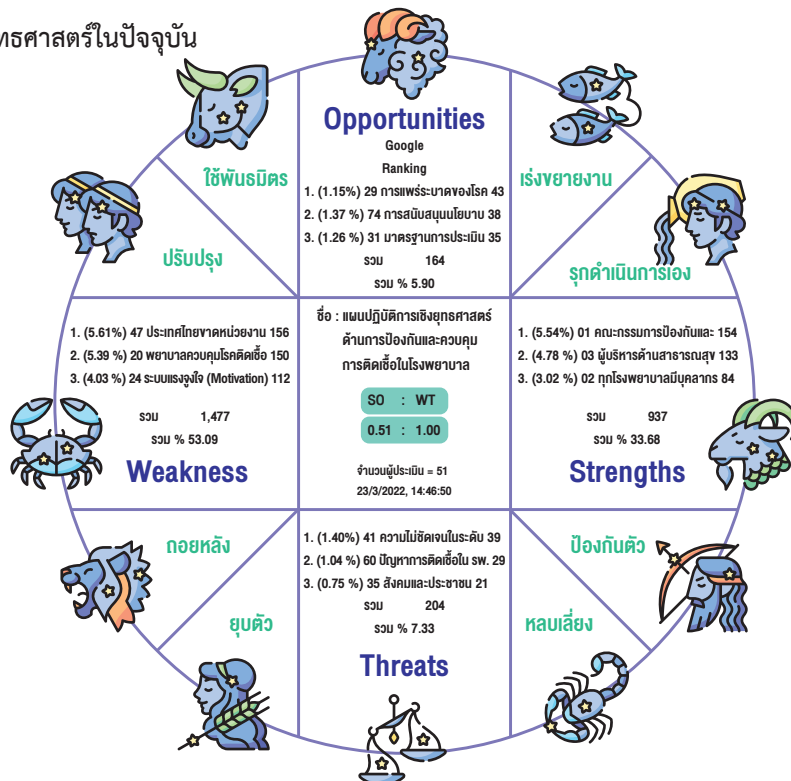 ทธศาสตร์ในปัจจุบัน
Opportunities
Google
Ranking
1. (1.15%) 29 การแพร่ระบาดของโรค 43
2. (1.37 %) 74 การสนับสนุนนโยบาน 38
3. (1.26 %) 31 มาตรฐานการประเมิน 35
รวม 164
รวม % 5.90
ใช้พันธมิตร
เร่งขยายงาน
ปรับปรุง
รุกดำเนินการเอง
1. (5.61%) 47 ประเทศไทยขาดหน่วยงาน 156
2. (5.39 %) 20 พยาบาลควบคุมโรคติดเชื้อ 150
3. (4.03 %) 24 ระบบแรงจูงใจ (Motivation) 112
รวม 1,477
รวม % 53.09
Weakness
ชื่อ : แผนปฏิบัติการเชิงยุทธศาสตร์
ด้านการป้องกันและควบคุม
การติดเชื้อในโรงพยาบาล
SO : WT
0.51 : 1.00
จำนวนผู้ประเมิน = 51
23/3/2022, 14:46:50
1. (5.54%) 01 คณะกรรมการป้องกันและ 154
2. (4.78 %) 03 ผู้บริหารด้านสาธารณสุข 133
3. (3.02 %) 02 ทุกโรงพยาบาลมีบุคลากร 84
รวม 937
รวม % 33.68
Strengths
ถอยหลัง
ป้องกันตัว
ยุบตัว
หลบเลี่ยง
1. (1.40%) 41 ความไม่ชัดเจนในระดับ 39
2. (1.04 %) 60 ปัญหาการติดเชื้อใน รพ. 29
3. (0.75 %) 35 สังคมและประชาชน 21
รวม 204
รวม % 7.33
Threats